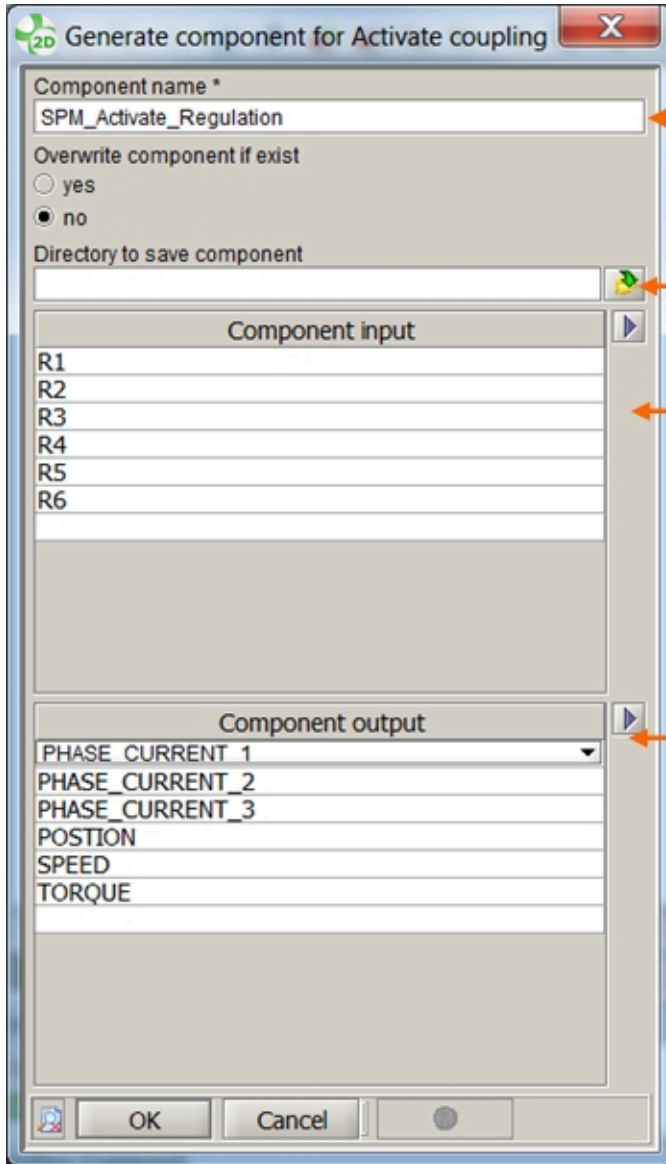 2D Generate component for Activate coupling X
Component name *
SPM_Activate_Regulation
Overwrite component if exist
yes
no
Directory to save component
Component input
R1
R2
R3
R4
R5
R6
Component output
PHASE_CURRENT_1
PHASE_CURRENT_2
PHASE_CURRENT_3
POSTION
SPEED
TORQUE
OK Cancel